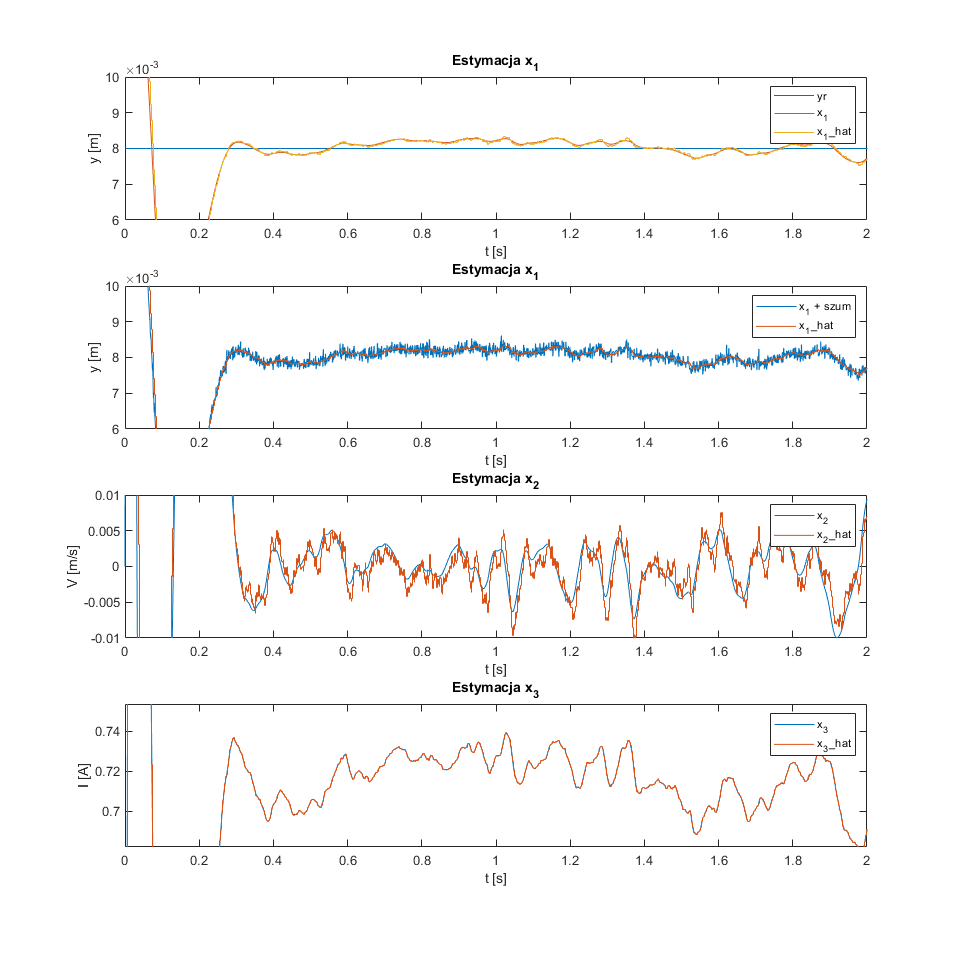 Estymacja x1
×10-3
10
9
8
7
6
y [m]
0 0.2 0.4 0.6 0.8 1 1.2 1.4 1.6 1.8 2
t [s]
yr
x1
x1_hat
Estymacja x1
×10-3
10
9
8
7
6
y [m]
0 0.2 0.4 0.6 0.8 1 1.2 1.4 1.6 1.8 2
t [s]
x1 + szum
x1_hat
Estymacja x2
0.01
0.005
0
-0.005
-0.01
V [m/s]
0 0.2 0.4 0.6 0.8 1 1.2 1.4 1.6 1.8 2
t [s]
x2
x2_hat
Estymacja x3
0.74
0.72
0.7
I [A]
0 0.2 0.4 0.6 0.8 1 1.2 1.4 1.6 1.8 2
t [s]
x3
x3_hat